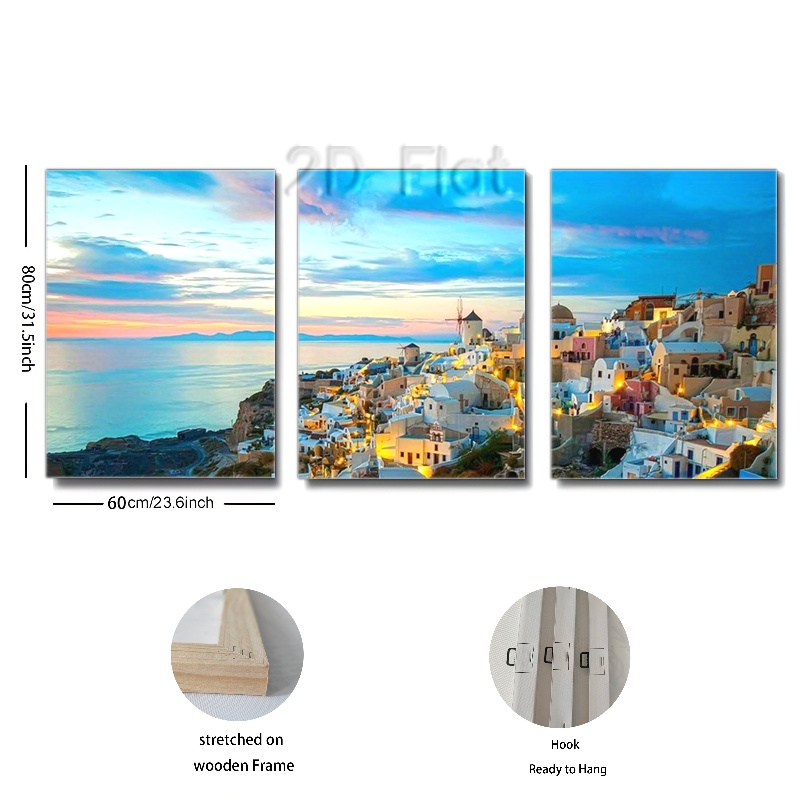 2D Flat
80cm/31.5inch
60cm/23.6inch
stretched on
wooden Frame
Hook
Ready to Hang